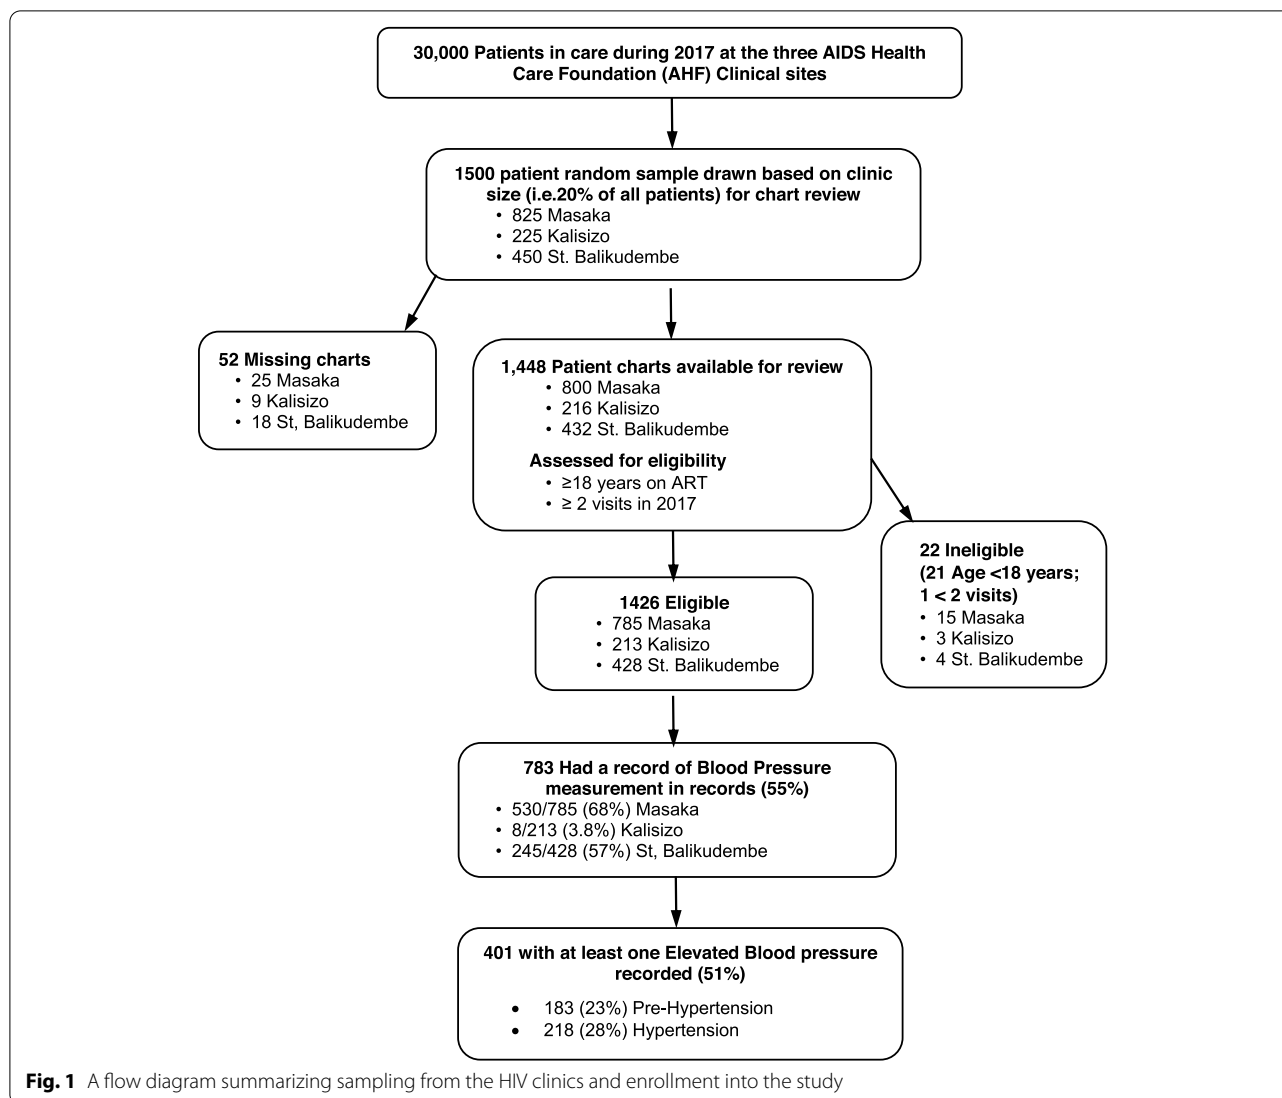 30,000 Patients in care during 2017 at the three AIDS Health
Care Foundation (AHF) Clinical sites
1500 patient random sample drawn based on clinic
size (i.e.20% of all patients) for chart review
• 825 Masaka
• 225 Kalisizo
• 450 St. Balikudembe
52 Missing charts
• 25 Masaka
• 9 Kalisizo
• 18 St, Balikudembe
1,448 Patient charts available for review
• 800 Masaka
• 216 Kalisizo
• 432 St. Balikudembe
Assessed for eligibility
• ≥18 years on ART
• ≥ 2 visits in 2017
22 Ineligible
(21 Age <18 years;
1 < 2 visits)
• 15 Masaka
• 3 Kalisizo
• 4 St. Balikudembe
1426 Eligible
• 785 Masaka
• 213 Kalisizo
• 428 St. Balikudembe
783 Had a record of Blood Pressure
measurement in records (55%)
• 530/785 (68%) Masaka
• 8/213 (3.8%) Kalisizo
• 245/428 (57%) St, Balikudembe
401 with at least one Elevated Blood pressure
recorded (51%)
• 183 (23%) Pre-Hypertension
• 218 (28%) Hypertension
Fig. 1 A flow diagram summarizing sampling from the HIV clinics and enrollment into the study